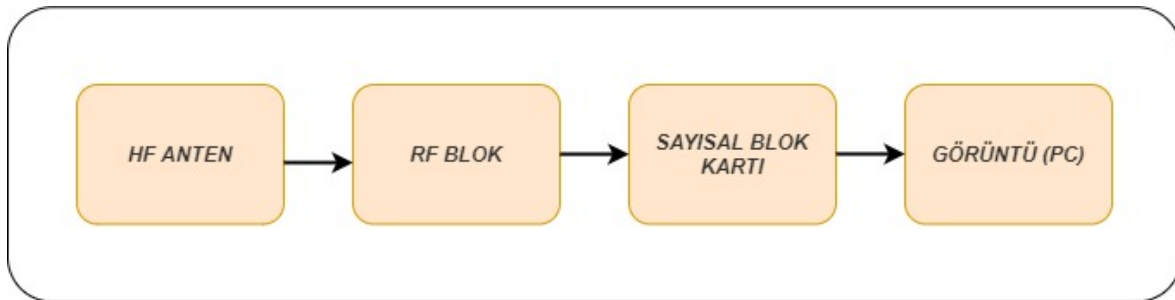 HF ANTEN
RF BLOK
SAYISAL BLOK
KARTI
GÖRÜNTÜ (PC)